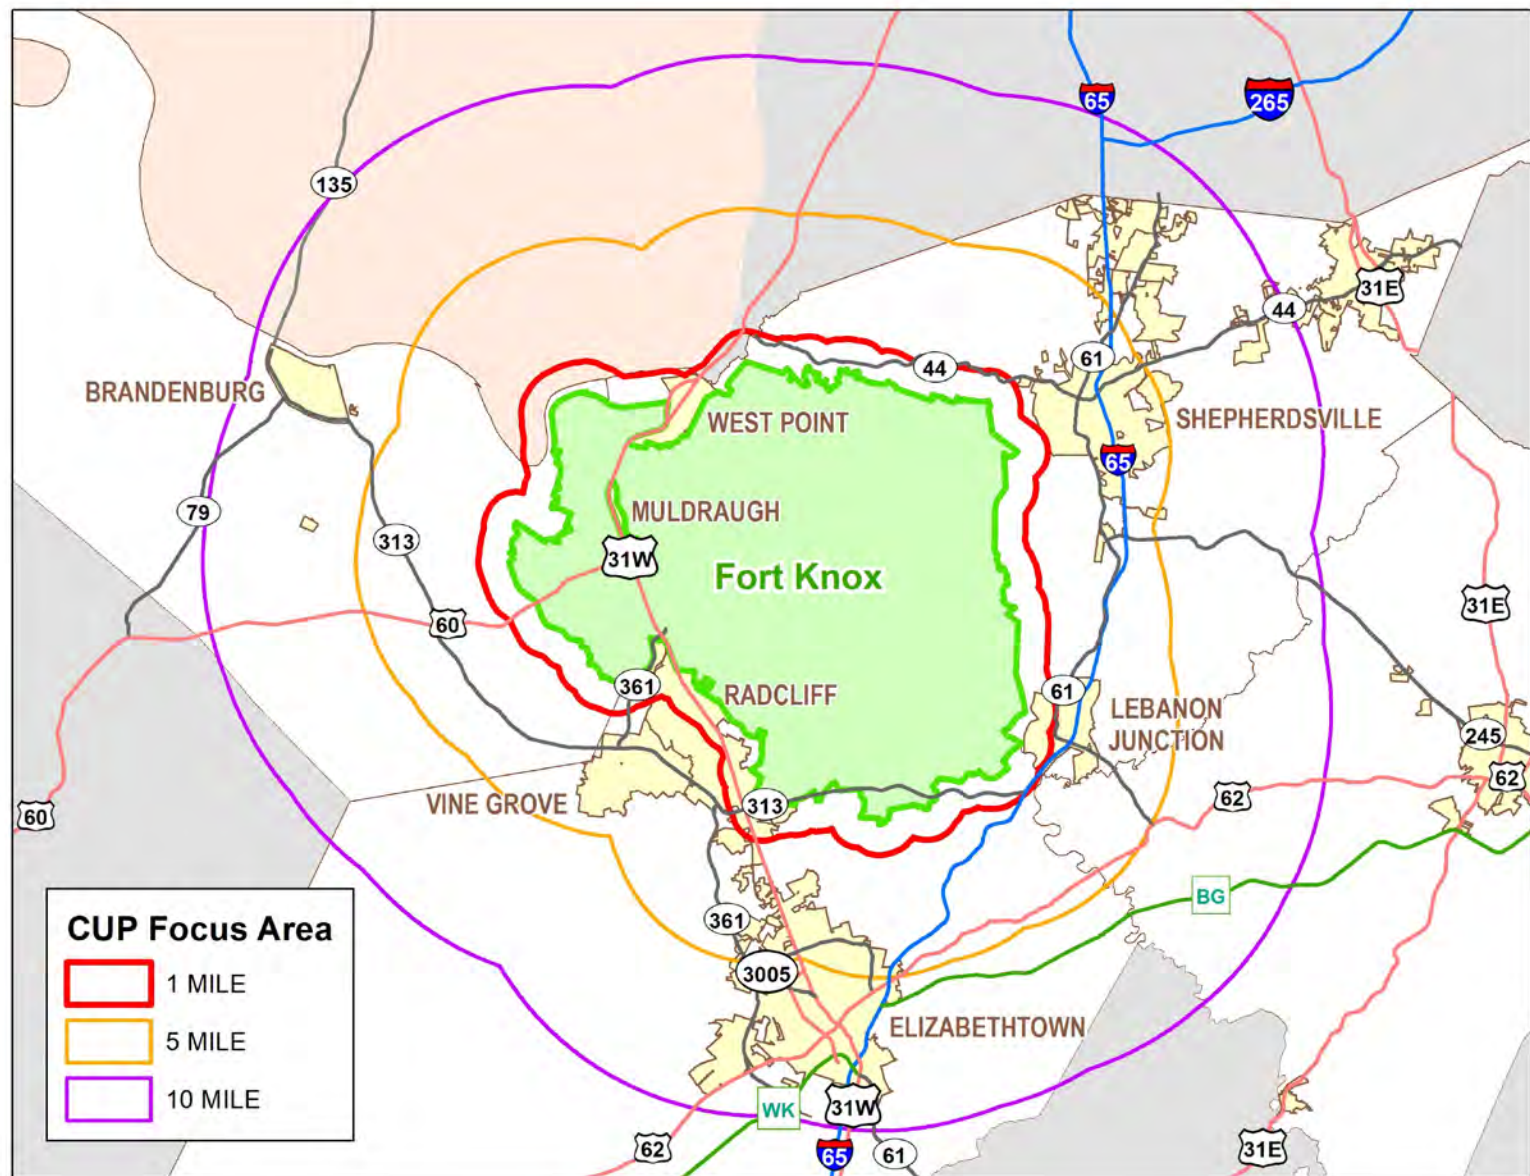 65
265
135
31E
44
61
44
BRANDENBURG
WEST POINT
SHEPHERDSVILLE
65
79
MULDRAUGH
313
31W
Fort Knox
31E
60
361
RADCLIFF
61
LEBANON
JUNCTION
245
62
62
60
VINE GROVE
313
BG
361
3005
ELIZABETHTOWN
WK
31W
62
65
61
31E
CUP Focus Area
1 MILE
5 MILE
10 MILE